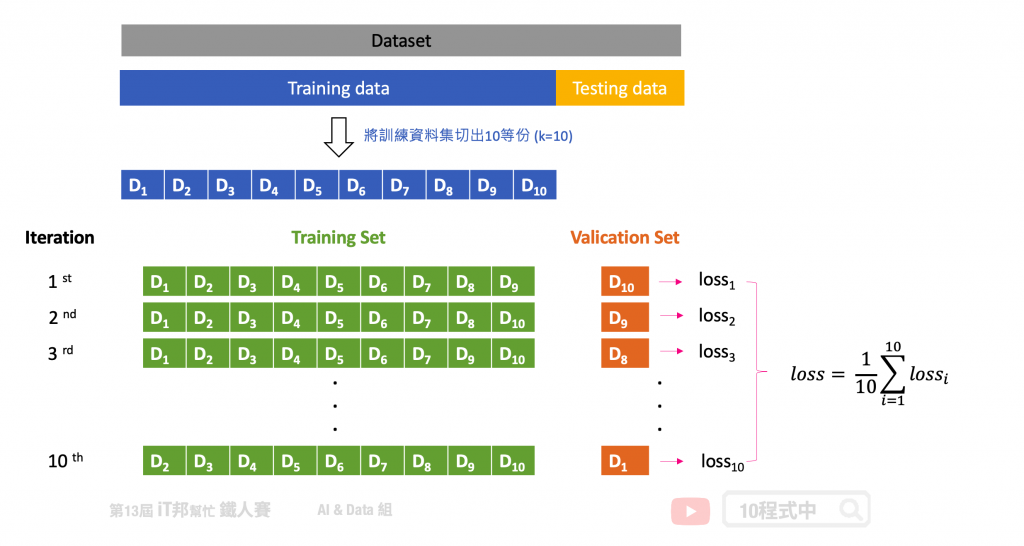 Dataset
Training data Testing data
將訓練資料集切出10等份 (k=10)
D1 D2 D3 D4 D5 D6 D7 D8 D9 D10
Iteration Training Set Valication Set
1 st D1 D2 D3 D4 D5 D6 D7 D8 D9 D10 loss1
2 nd D1 D2 D3 D4 D5 D6 D7 D8 D10 D9 loss2
3 rd D1 D2 D3 D4 D5 D6 D7 D9 D10 D8 loss3
loss = 1/10 ∑ i=1 10 lossi
10 th D2 D3 D4 D5 D6 D7 D8 D9 D10 D1 loss10
第13屆 iT邦幫忙 鐵人賽 AI & Data 組 10程式中